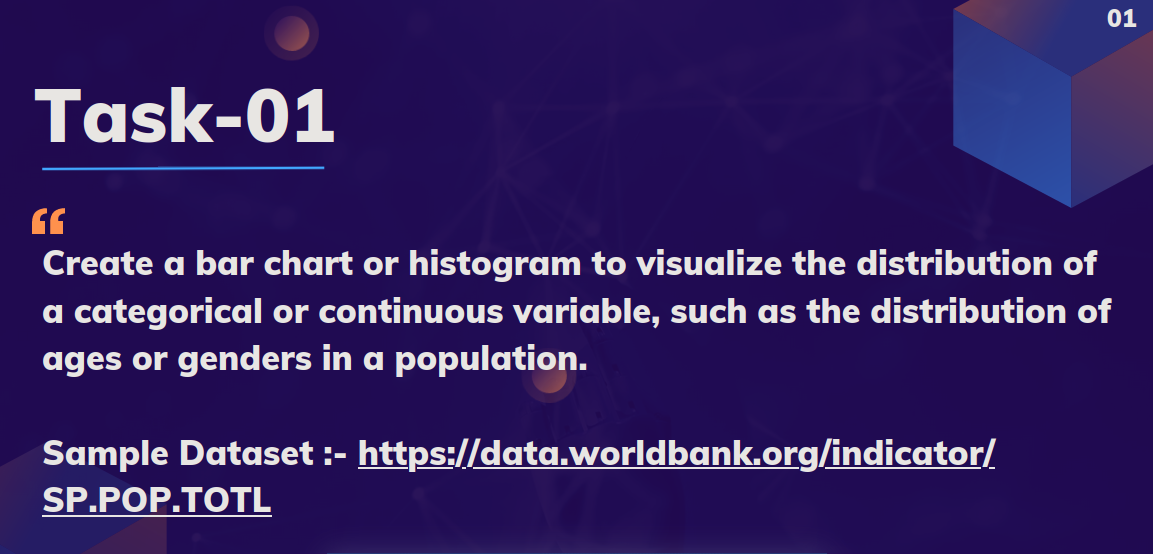 01
Task-01
“
Create a bar chart or histogram to visualize the distribution of
a categorical or continuous variable, such as the distribution of
ages or genders in a population.
Sample Dataset :- https://data.worldbank.org/indicator/
SP.POP.TOTL